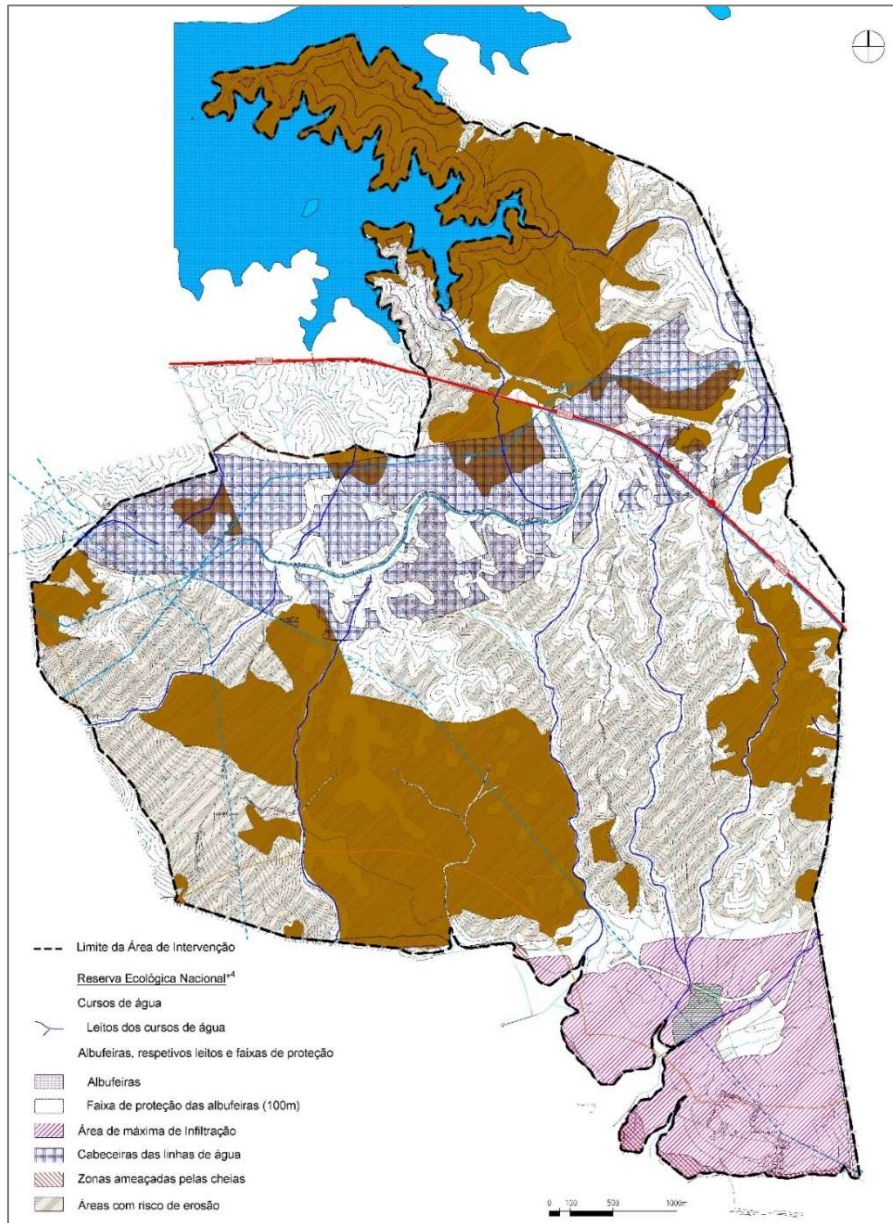 Limite da Área de Intervenção
Reserva Ecológica Nacional*4
Cursos de água
Leitos dos cursos de água
Albufeiras, respetivos leitos e faixas de proteção
Albufeiras
Faixa de proteção das albufeiras (100m)
Área de máxima de Infiltração
Cabeceiras das linhas de água
Zonas ameaçadas pelas cheias
Áreas com risco de erosão
0 100 500 1000m